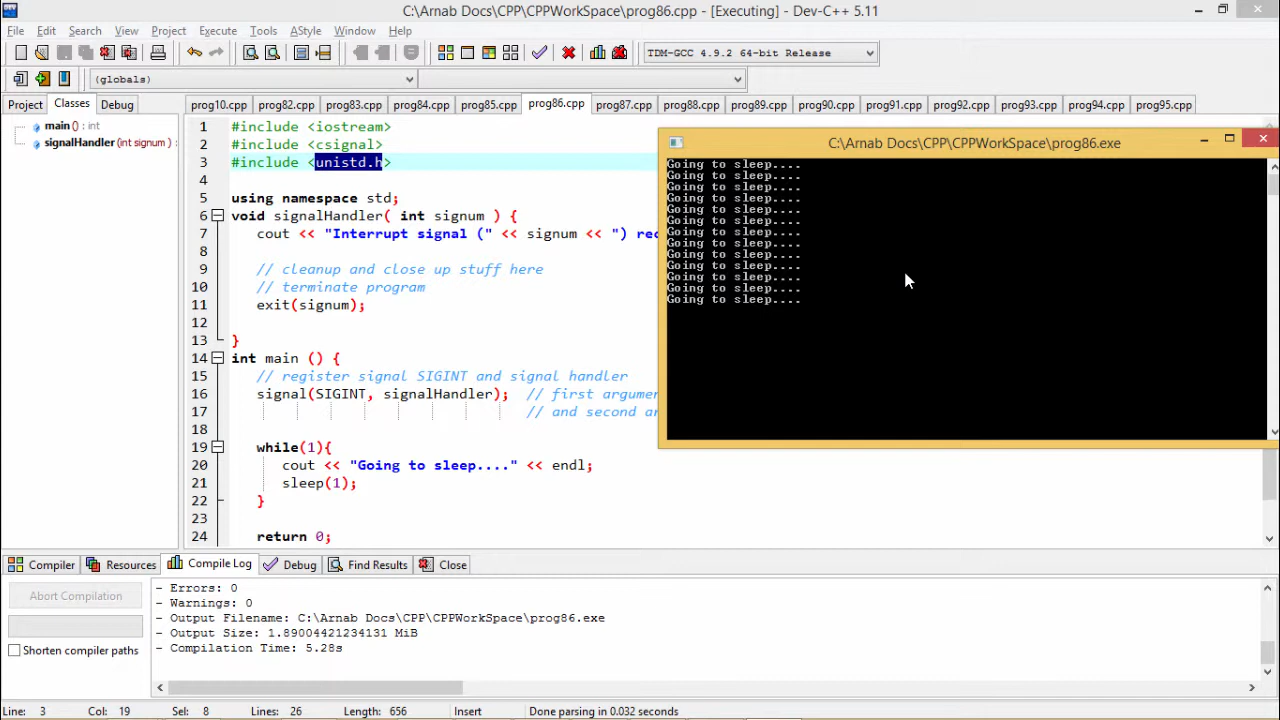 C:\Arnab Docs\CPP\CPPWorkSpace\prog86.cpp - [Executing] - Dev-C++ 5.11
File Edit Search View Project Execute Tools AStyle Window Help
TDM-GCC 4.9.2 64-bit Release
(globals)
Project Classes Debug
prog10.cpp prog82.cpp prog83.cpp prog84.cpp prog85.cpp prog86.cpp prog87.cpp prog88.cpp prog89.cpp prog90.cpp prog91.cpp prog92.cpp prog93.cpp prog94.cpp prog95.cpp
main () : int
signalHandler (int signum ) :
1 #include <iostream>
2 #include <csignal>
3 #include <unistd.h>
4
5 using namespace std;
6 void signalHandler( int signum ) {
7 cout << "Interrupt signal (" << signum << ") rec
8
9 // cleanup and close up stuff here
10 // terminate program
11 exit(signum);
12
13 }
14 int main () {
15 // register signal SIGINT and signal handler
16 signal(SIGINT, signalHandler); // first argumen
17 // and second ar
18
19 while(1){
20 cout << "Going to sleep...." << endl;
21 sleep(1);
22 }
23
24 return 0;
C:\Arnab Docs\CPP\CPPWorkSpace\prog86.exe
Going to sleep....
Going to sleep....
Going to sleep....
Going to sleep....
Going to sleep....
Going to sleep....
Going to sleep....
Going to sleep....
Going to sleep....
Going to sleep....
Going to sleep....
Going to sleep....
Going to sleep....
Compiler Resources Compile Log Debug Find Results Close
Abort Compilation
Shorten compiler paths
- Errors: 0
- Warnings: 0
- Output Filename: C:\Arnab Docs\CPP\CPPWorkSpace\prog86.exe
- Output Size: 1.89004421234131 MiB
- Compilation Time: 5.28s
Line: 3 Col: 19 Sel: 8 Lines: 26 Length: 656 Insert Done parsing in 0.032 seconds